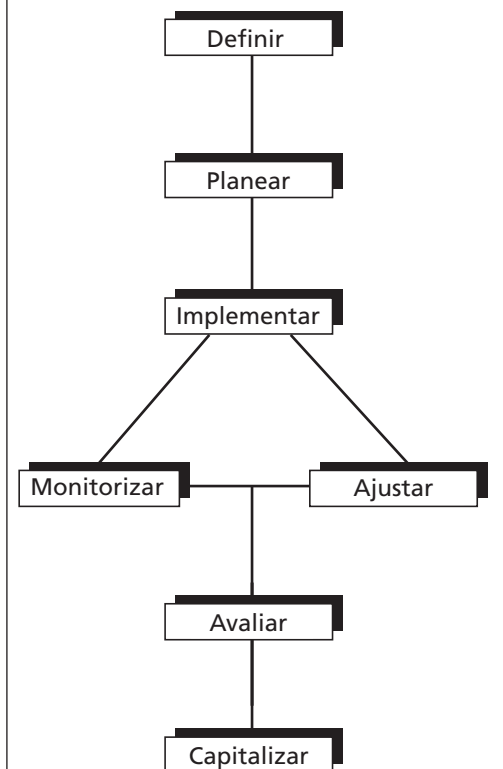 Definir
Planear
Implementar
Monitorizar
Ajustar
Avaliar
Capitalizar